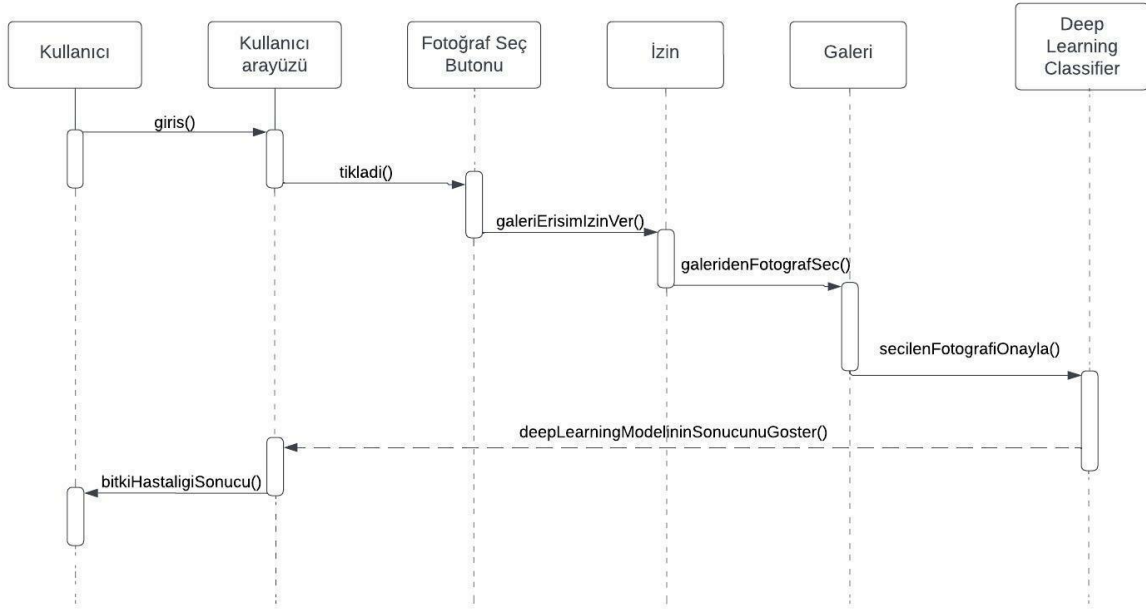 Kullanıcı
Kullanıcı
arayüzü
Fotoğraf Seç
Butonu
İzin
Galeri
Deep
Learning
Classifier
giris()
tikladi()
galeriErisimIzinVer()
galeridenFotografSec()
secilenFotografiOnayla()
deepLearningModelininSonucunuGoster()
bitkiHastaligiSonucu()